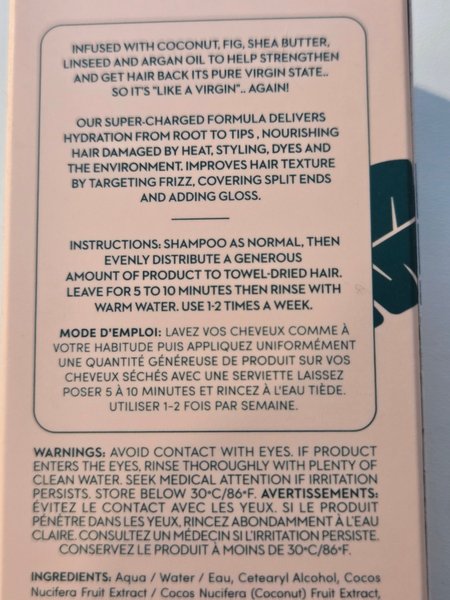 INFUSED WITH COCONUT, FIG, SHEA BUTTER,
LINSEED AND ARGAN OIL TO HELP STRENGTHEN
AND GET HAIR BACK ITS PURE VIRGIN STATE..
SO IT'S "LIKE A VIRGIN".. AGAIN!
OUR SUPER-CHARGED FORMULA DELIVERS
HYDRATION FROM ROOT TO TIPS , NOURISHING
HAIR DAMAGED BY HEAT, STYLING, DYES AND
THE ENVIRONMENT. IMPROVES HAIR TEXTURE
BY TARGETING FRIZZ, COVERING SPLIT ENDS
AND ADDING GLOSS.
INSTRUCTIONS: SHAMPOO AS NORMAL, THEN
EVENLY DISTRIBUTE A GENEROUS
AMOUNT OF PRODUCT TO TOWEL-DRIED HAIR.
LEAVE FOR 5 TO 10 MINUTES THEN RINSE WITH
WARM WATER. USE 1-2 TIMES A WEEK.
MODE D'EMPLOI: LAVEZ VOS CHEVEUX COMME À
VOTRE HABITUDE PUIS APPLIQUEZ UNIFORMÉMENT
UNE QUANTITÉ GÉNÉREUSE DE PRODUIT SUR VOS
CHEVEUX SÉCHÉS AVEC UNE SERVIETTE LAISSEZ
POSER 5 À 10 MINUTES ET RINCEZ À L'EAU TIÈDE.
UTILISER 1-2 FOIS PAR SEMAINE.
WARNINGS: AVOID CONTACT WITH EYES. IF PRODUCT
ENTERS THE EYES, RINSE THOROUGHLY WITH PLENTY OF
CLEAN WATER. SEEK MEDICAL ATTENTION IF IRRITATION
PERSISTS. STORE BELOW 30ºC/86ºF. AVERTISSEMENTS:
ÉVITEZ LE CONTACT AVEC LES YEUX. SI LE PRODUIT
PÉNÈTRE DANS LES YEUX, RINCEZ ABONDAMMENT À L'EAU
CLAIRE. CONSULTEZ UN MÉDECIN SI L'IRRITATION PERSISTE.
CONSERVEZ LE PRODUIT À MOINS DE 30ºC/86ºF.
INGREDIENTS: Aqua / Water / Eau, Cetearyl Alcohol, Cocos
Nucifera Fruit Extract / Cocos Nucifera (Coconut) Fruit Extract,